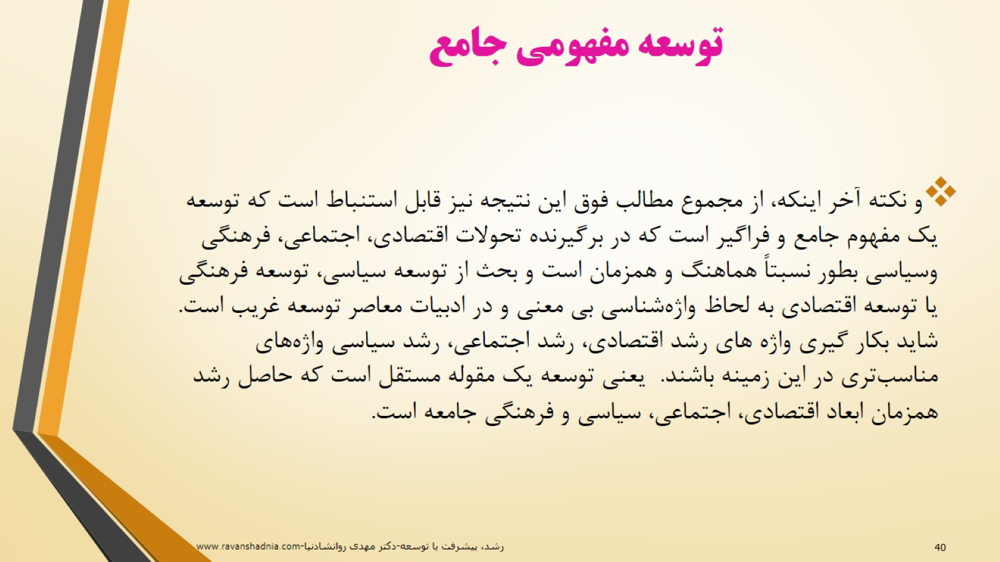 توسعه مفهومی جامع
و نکته آخر اینکه، از مجموع مطالب فوق این نتیجه نیز قابل استنباط است که توسعه
یک مفهوم جامع و فراگیر است که در برگیرنده تحولات اقتصادی، اجتماعی، فرهنگی
وسیاسی بطور نسبتاً هماهنگ و همزمان است و بحث از توسعه سیاسی، توسعه فرهنگی
یا توسعه اقتصادی به لحاظ واژه‌شناسی بی معنی و در ادبیات معاصر توسعه غریب است.
شاید بکار گیری واژه های رشد اقتصادی، رشد اجتماعی، رشد سیاسی واژه‌های
مناسب‌تری در این زمینه باشند. یعنی توسعه یک مقوله مستقل است که حاصل رشد
همزمان ابعاد اقتصادی، اجتماعی، سیاسی و فرهنگی جامعه است.
رشد، پیشرفت یا توسعه-دکتر مهدی روانشادنیا-www.ravanshadnia.com
40